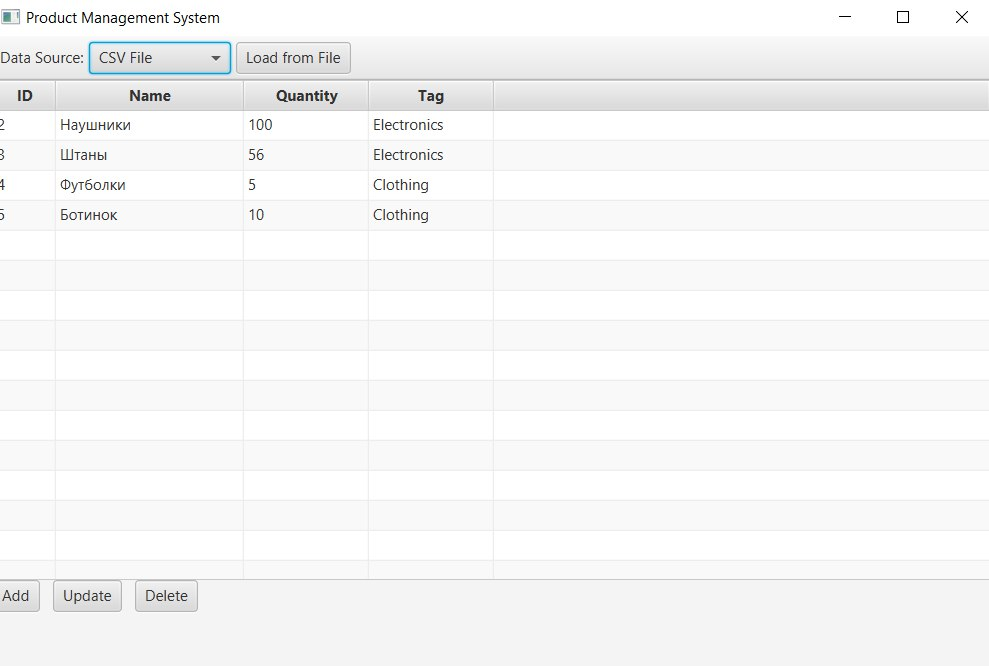 Product Management System
Data Source: CSV File Load from File
ID Name Quantity Tag
2 Наушники 100 Electronics
3 Штаны 56 Electronics
4 Футболки 5 Clothing
5 Ботинок 10 Clothing
Add Update Delete